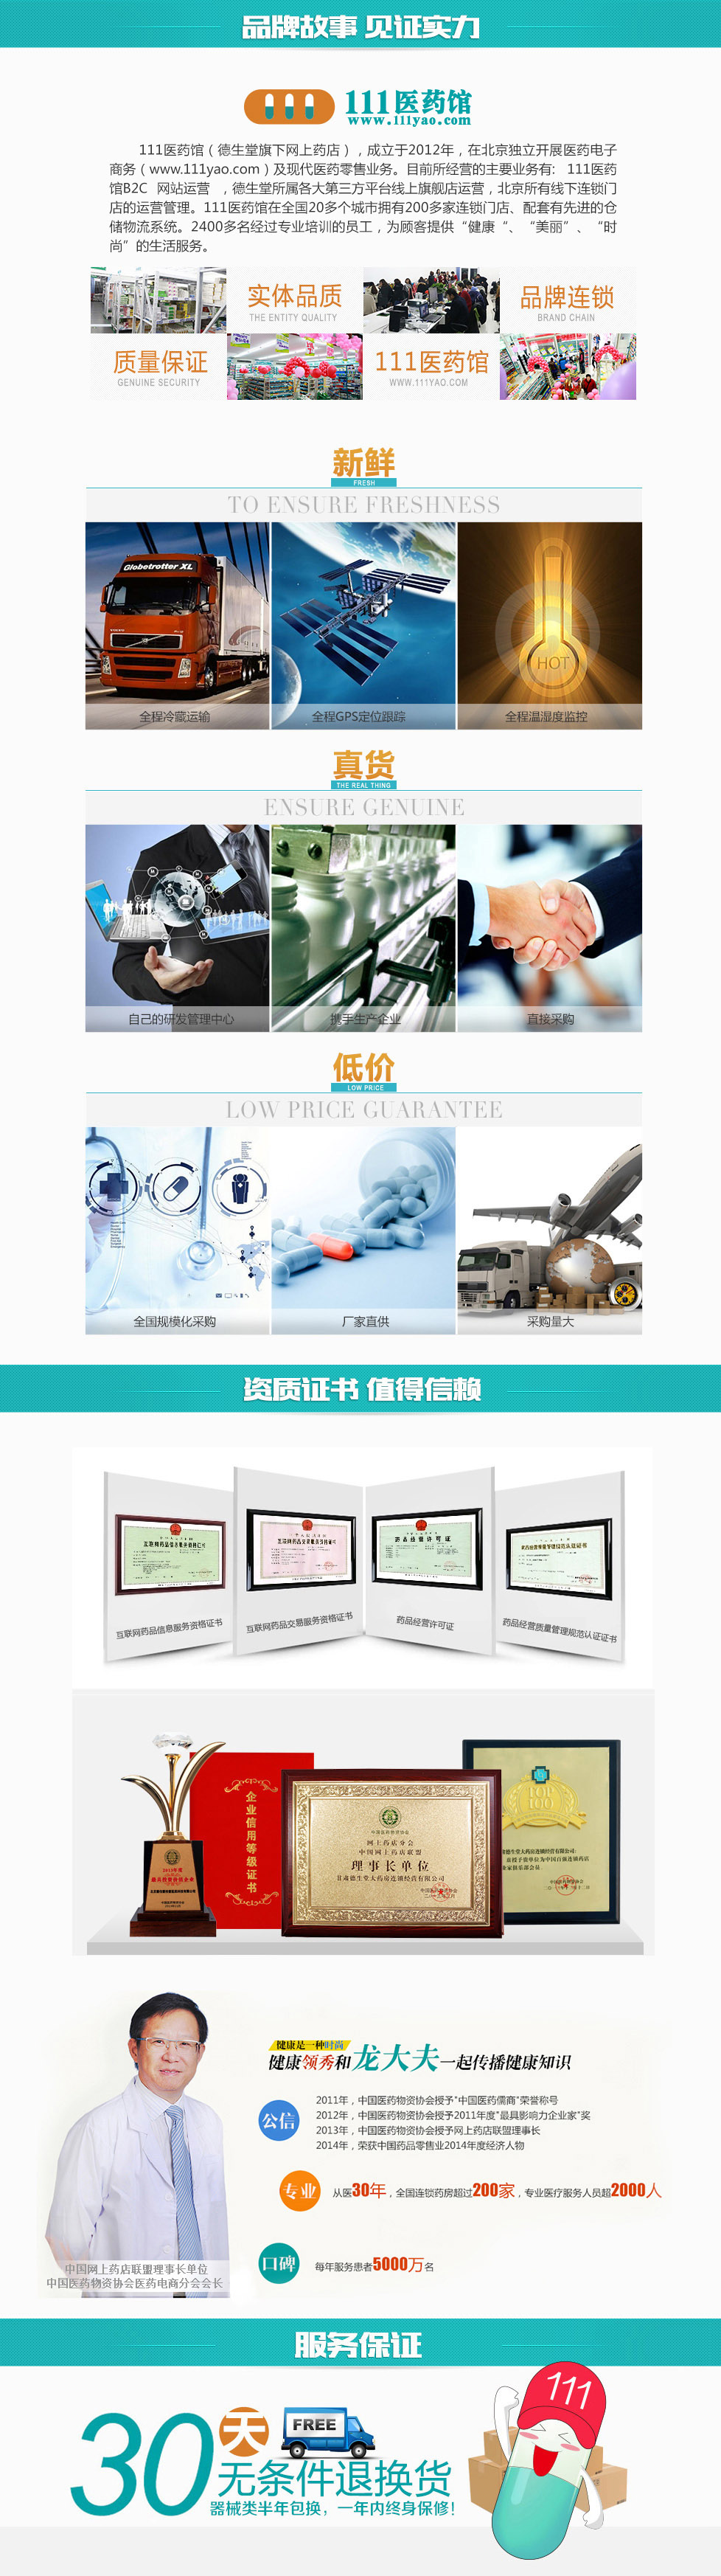 品牌故事 见证实力
111医药馆
www.111yao.com
111医药馆（德生堂旗下网上药店），成立于2012年，在北京独立开展医药电子
商务（www.111yao.com）及现代医药零售业务。目前所经营的主要业务有: 111医药
馆B2C 网站运营 ，德生堂所属各大第三方平台线上旗舰店运营，北京所有线下连锁门
店的运营管理。111医药馆在全国20多个城市拥有200多家连锁门店、配套有先进的仓
储物流系统。2400多名经过专业培训的员工，为顾客提供“健康“、“美丽”、“时
尚”的生活服务。
实体品质
THE ENTITY QUALITY
品牌连锁
BRAND CHAIN
质量保证
GENUINE SECURITY
111医药馆
WWW.111YAO.COM
新鲜
FRESH
TO ENSURE FRESHNESS
Globetrotter XL
HOT
全程冷藏运输
全程GPS定位跟踪
全程温湿度监控
真货
THE REAL THING
ENSURE GENUINE
自己的研发管理中心
携手生产企业
直接采购
低价
LOW PRICE
LOW PRICE GUARANTEE
全国规模化采购
厂家直供
采购量大
资质证书 值得信赖
互联网药品信息服务资格证书
互联网药品交易服务资格证书
药品经营许可证
药品经营质量管理规范认证证书
企业信用等级证书
中国医药物资协会
网上药店分会
中国网上药店联盟
理事长单位
甘肃德生堂大药房连锁经营有限公司
TOP
100
健康是一种时尚
健康领秀和龙大夫一起传播健康知识
公信
2011年，中国医药物资协会授予"中国医药儒商"荣誉称号
2012年，中国医药物资协会授予2011年度"最具影响力企业家"奖
2013年，中国医药物资协会授予网上药店联盟理事长
2014年，荣获中国药品零售业2014年度经济人物
专业
从医30年，全国连锁药房超过200家，专业医疗服务人员超2000人
口碑
每年服务患者5000万名
中国网上药店联盟理事长单位
中国医药物资协会医药电商分会会长
服务保证
30天
FREE
无条件退换货
器械类半年包换，一年内终身保修！
111